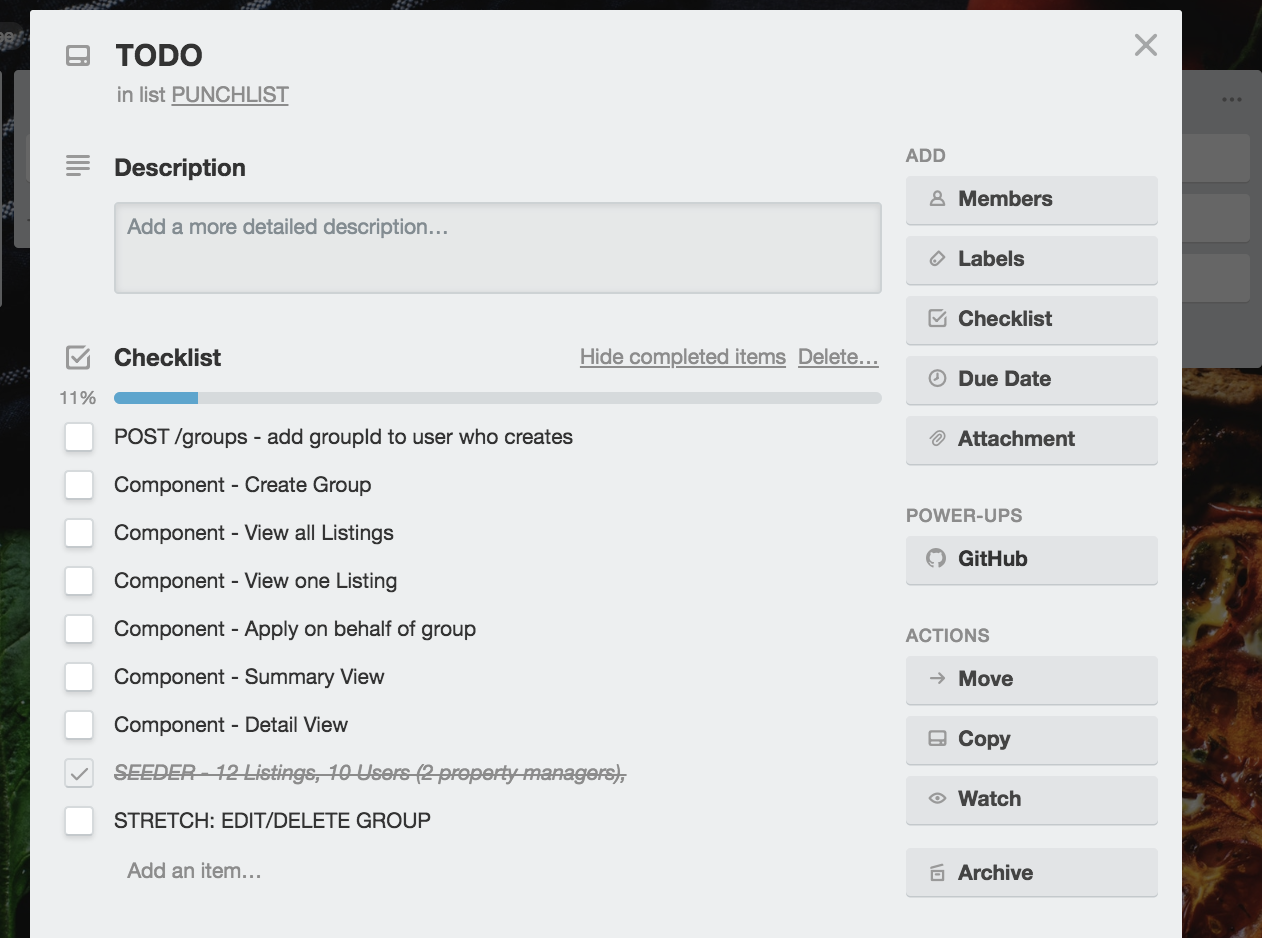 TODO
in list PUNCHLIST
Description
Add a more detailed description…
Checklist
Hide completed items Delete…
11%
POST /groups - add groupId to user who creates
Component - Create Group
Component - View all Listings
Component - View one Listing
Component - Apply on behalf of group
Component - Summary View
Component - Detail View
SEEDER - 12 Listings, 10 Users (2 property managers),
STRETCH: EDIT/DELETE GROUP
Add an item…
ADD
Members
Labels
Checklist
Due Date
Attachment
POWER-UPS
GitHub
ACTIONS
Move
Copy
Watch
Archive